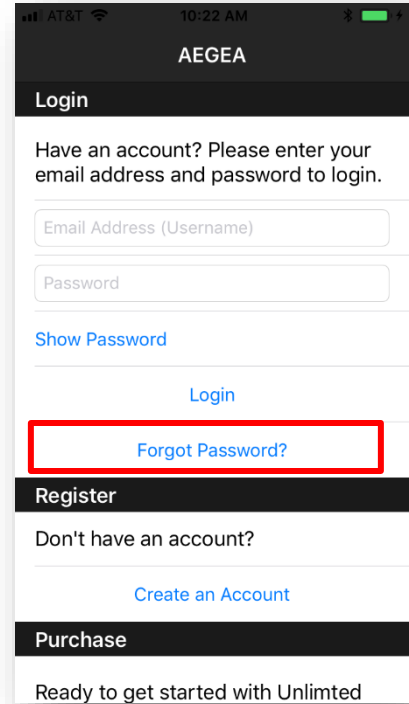 AT&T 10:22 AM
AEGEA
Login
Have an account? Please enter your
email address and password to login.
Email Address (Username)
Password
Show Password
Login
Forgot Password?
Register
Don't have an account?
Create an Account
Purchase
Ready to get started with Unlimted